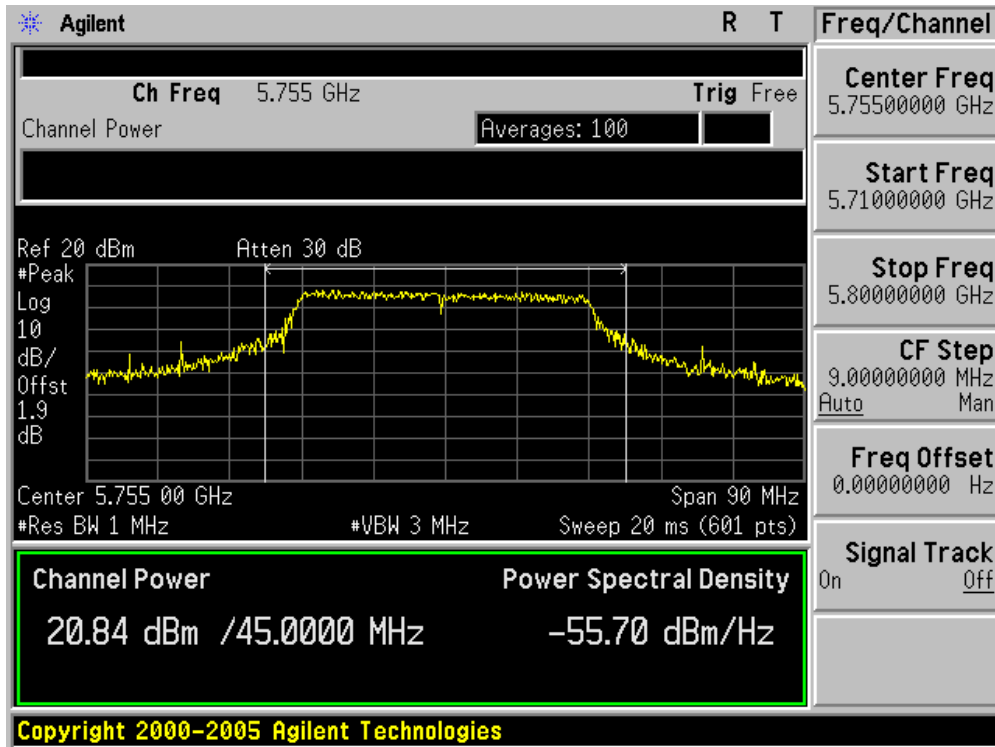 Agilent R T
Freq/Channel
Ch Freq 5.755 GHz Trig Free
Channel Power Averages: 100
Ref 20 dBm Atten 30 dB
#Peak
Log
10
dB/
Offst
1.9
dB
Center 5.755 00 GHz Span 90 MHz
#Res BW 1 MHz #VBW 3 MHz Sweep 20 ms (601 pts)
Channel Power Power Spectral Density
20.84 dBm /45.0000 MHz -55.70 dBm/Hz
Center Freq
5.75500000 GHz
Start Freq
5.71000000 GHz
Stop Freq
5.80000000 GHz
CF Step
9.00000000 MHz
Auto Man
Freq Offset
0.00000000 Hz
Signal Track
On Off
Copyright 2000-2005 Agilent Technologies